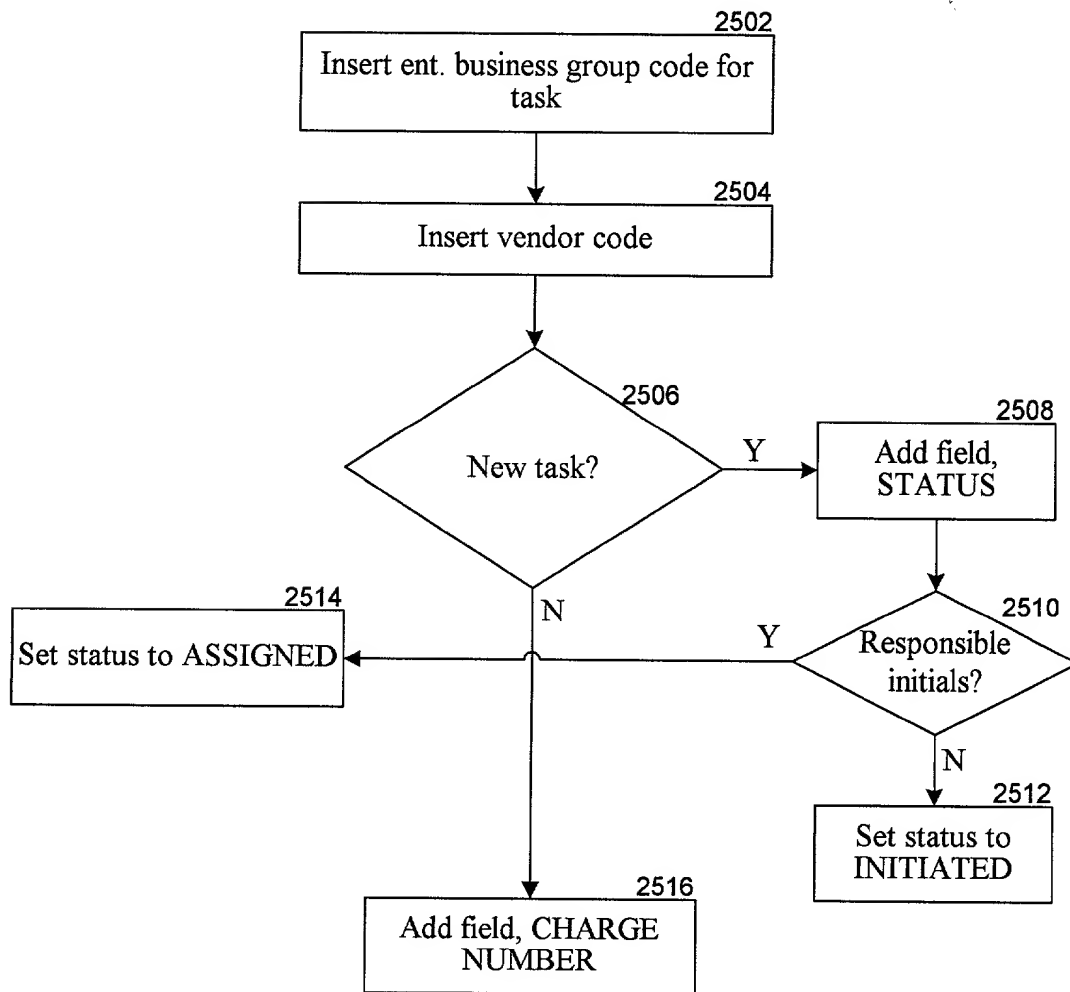 2502
Insert ent. business group code for
task
2504
Insert vendor code
2506
New task?
Y
2508
Add field,
STATUS
N
2510
Responsible
initials?
Y
2514
Set status to ASSIGNED
N
2512
Set status to
INITIATED
2516
Add field, CHARGE
NUMBER